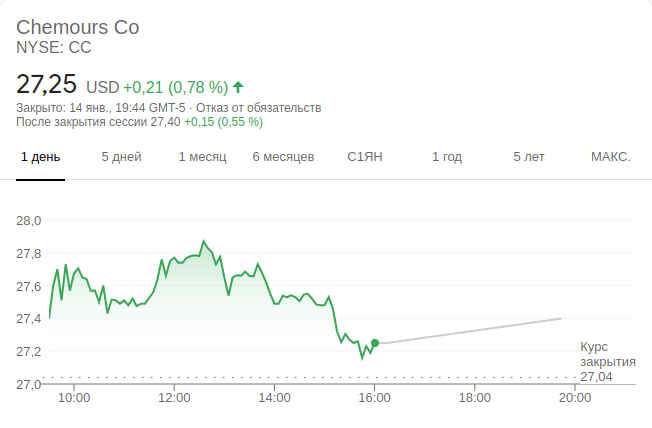 Chemours Co
NYSE: CC
27,25 USD +0,21 (0,78 %)
Закрыто: 14 янв., 19:44 GMT-5 · Отказ от обязательств
После закрытия сессии 27,40 +0,15 (0,55 %)
1 день 5 дней 1 месяц 6 месяцев С1ЯН 1 год 5 лет МАКС.
28,0
27,8
27,6
27,4
27,2
27,0
Курс
закрытия
27,04
10:00 12:00 14:00 16:00 18:00 20:00